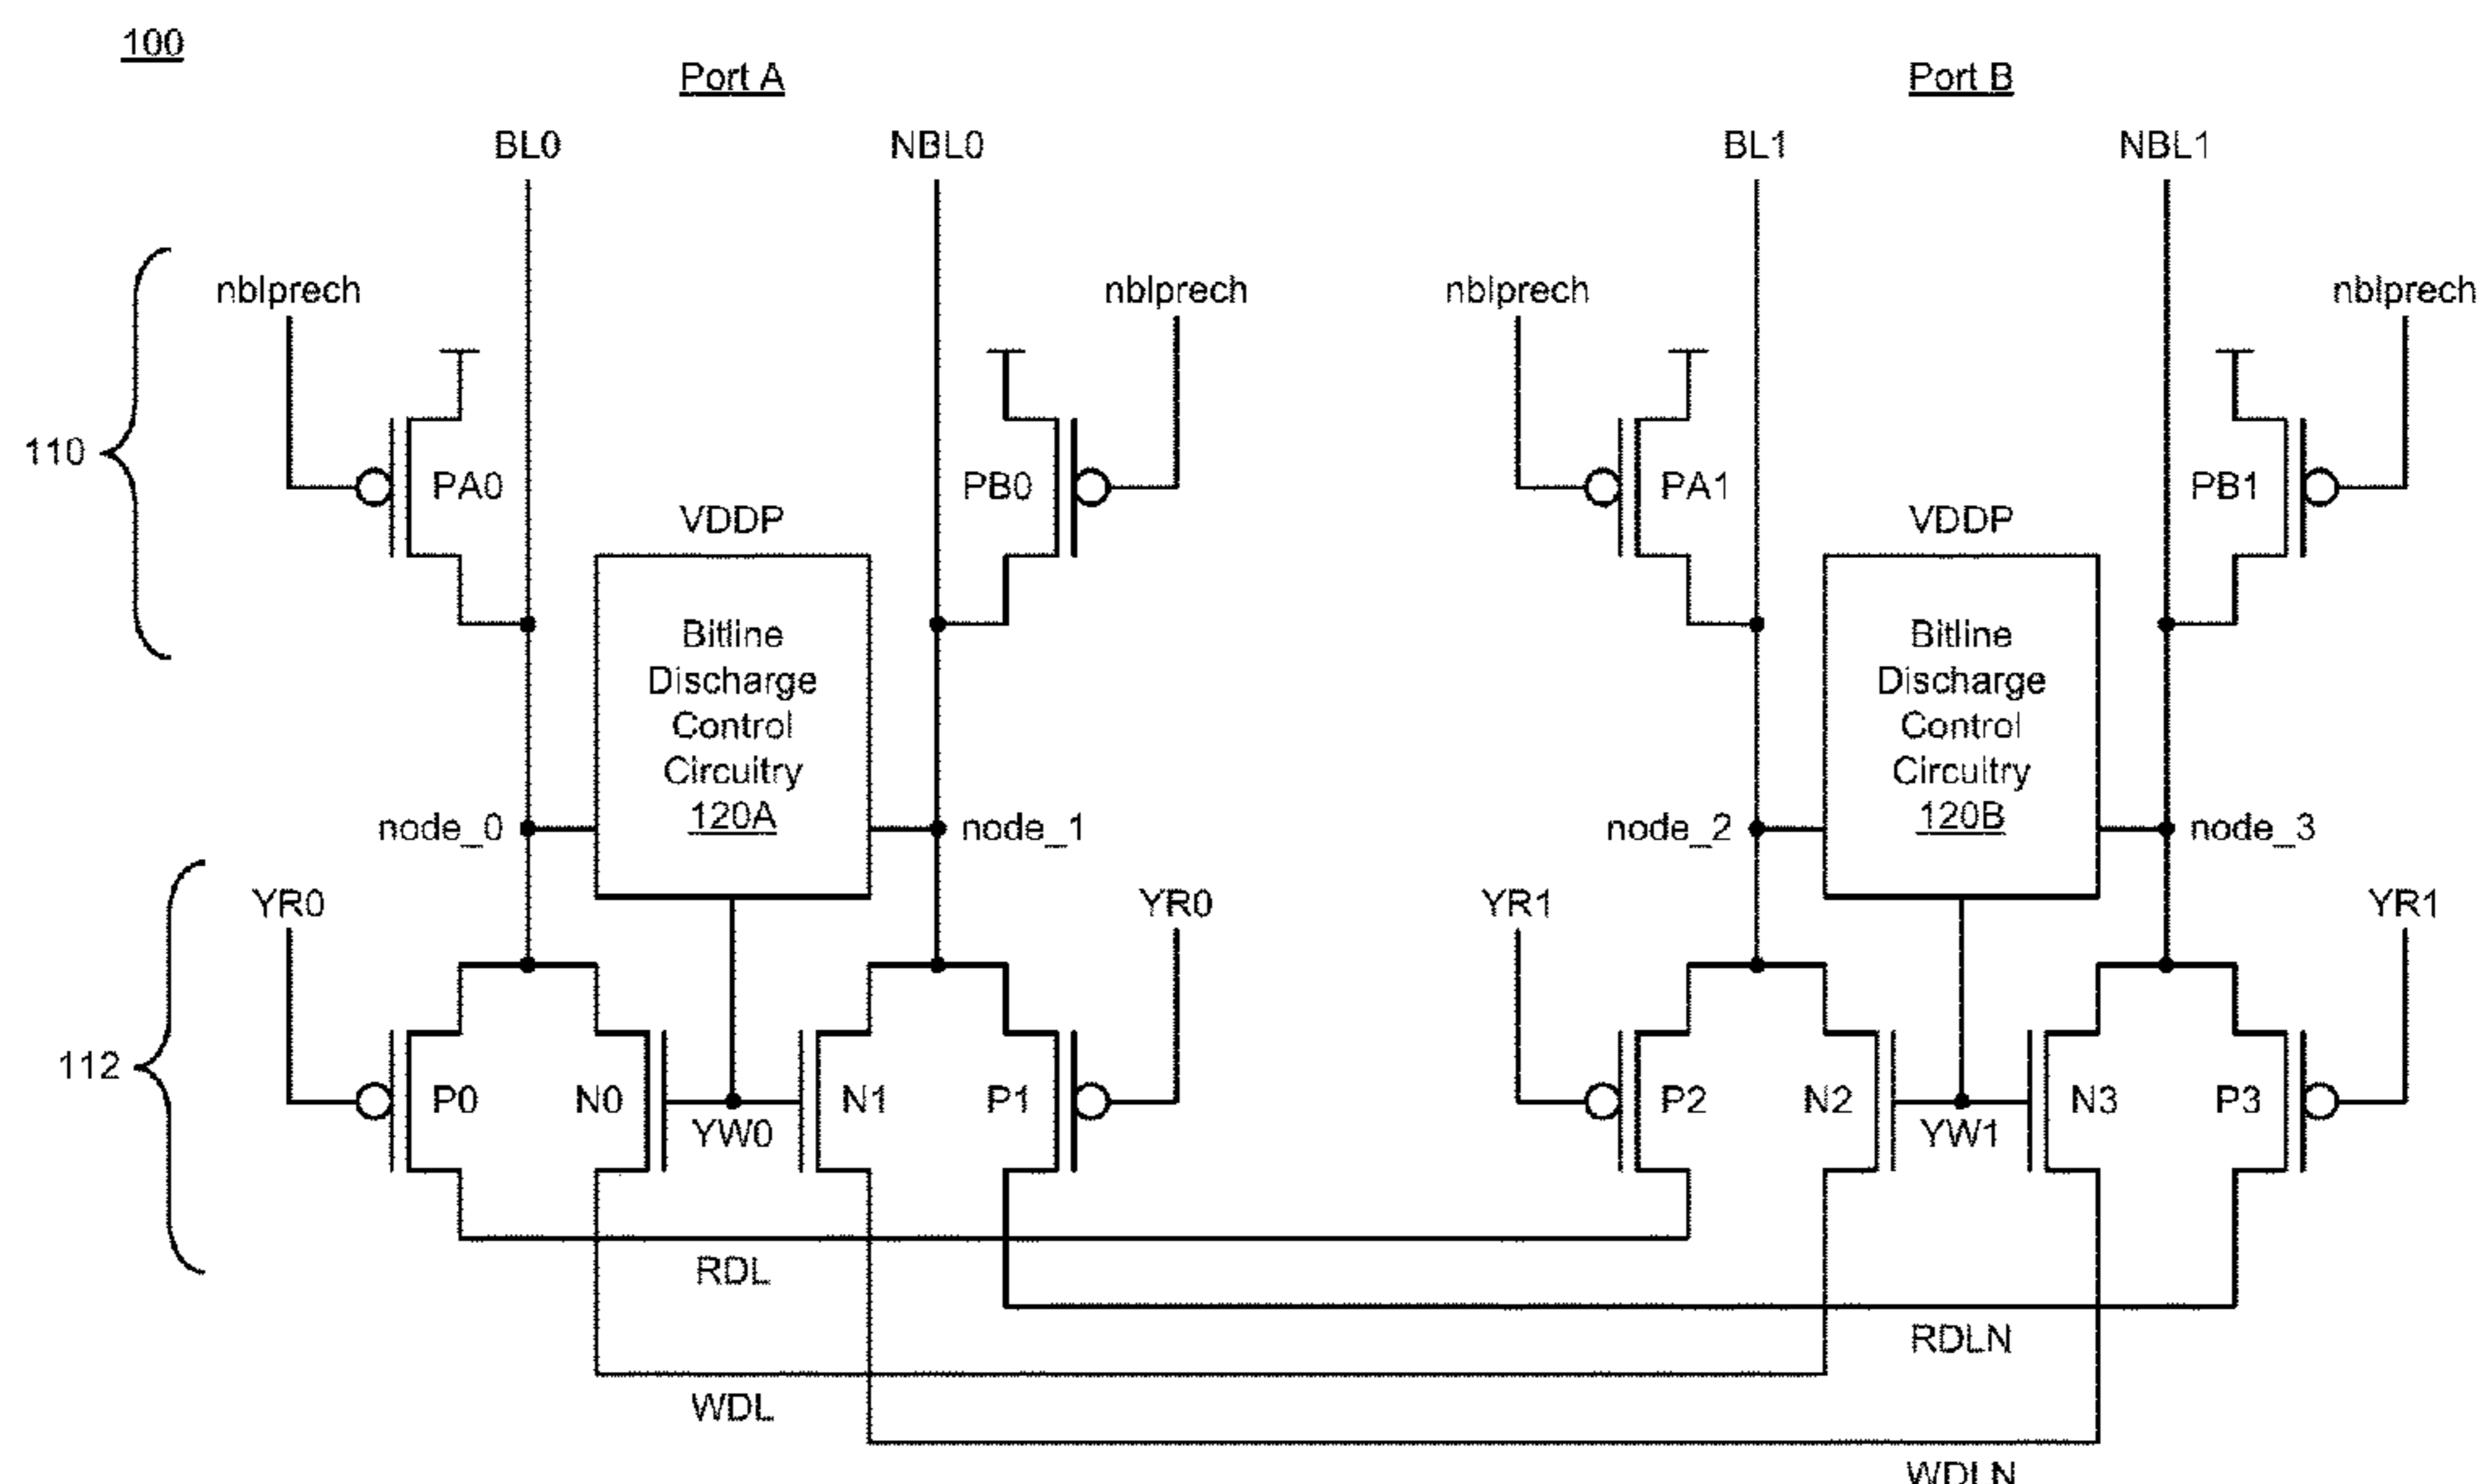 100
Port A
Port B
BL0
NBL0
BL1
NBL1
nblprech
nblprech
nblprech
nblprech
110
PA0
PB0
PA1
PB1
VDDP
VDDP
Bitline
Discharge
Control
Circuitry
120A
Bitline
Discharge
Control
Circuitry
120B
node_0
node_1
node_2
node_3
YR0
YR0
YR1
YR1
112
P0
N0
N1
P1
P2
N2
N3
P3
YW0
YW1
RDL
RDLN
WDL
WDLN